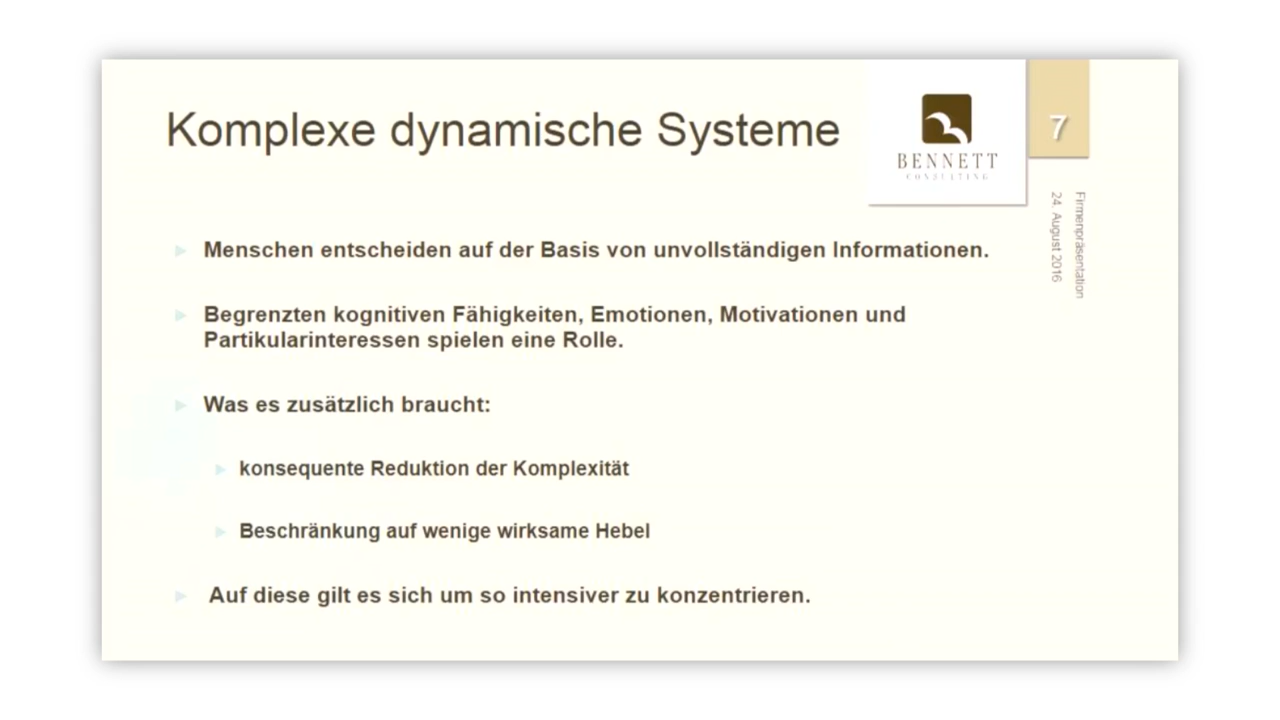 Komplexe dynamische Systeme
BENNETT
CONSULTING
7
Firmenpräsentation
24. August 2016
Menschen entscheiden auf der Basis von unvollständigen Informationen.
Begrenzten kognitiven Fähigkeiten, Emotionen, Motivationen und
Partikularinteressen spielen eine Rolle.
Was es zusätzlich braucht:
konsequente Reduktion der Komplexität
Beschränkung auf wenige wirksame Hebel
Auf diese gilt es sich um so intensiver zu konzentrieren.